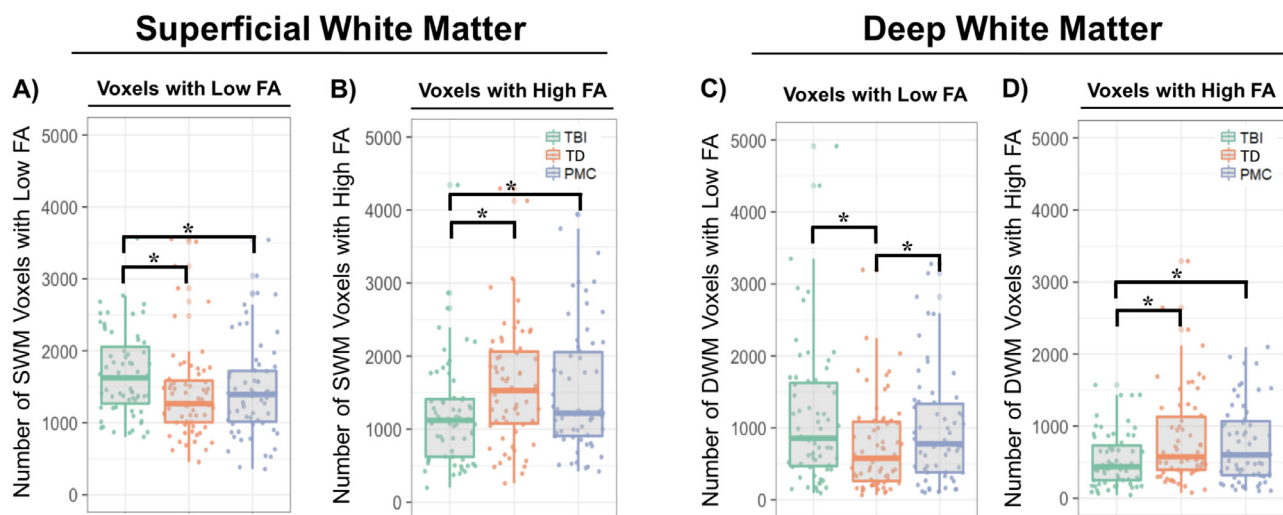 Superficial White Matter
Deep White Matter
A)
Voxels with Low FA
Number of SWM Voxels with Low FA
5000
4000
3000
2000
1000
0
*
*
B)
Voxels with High FA
Number of SWM Voxels with High FA
5000
4000
3000
2000
1000
0
TBI
TD
PMC
*
*
C)
Voxels with Low FA
Number of DWM Voxels with Low FA
5000
4000
3000
2000
1000
0
*
*
D)
Voxels with High FA
Number of DWM Voxels with High FA
5000
4000
3000
2000
1000
0
TBI
TD
PMC
*
*